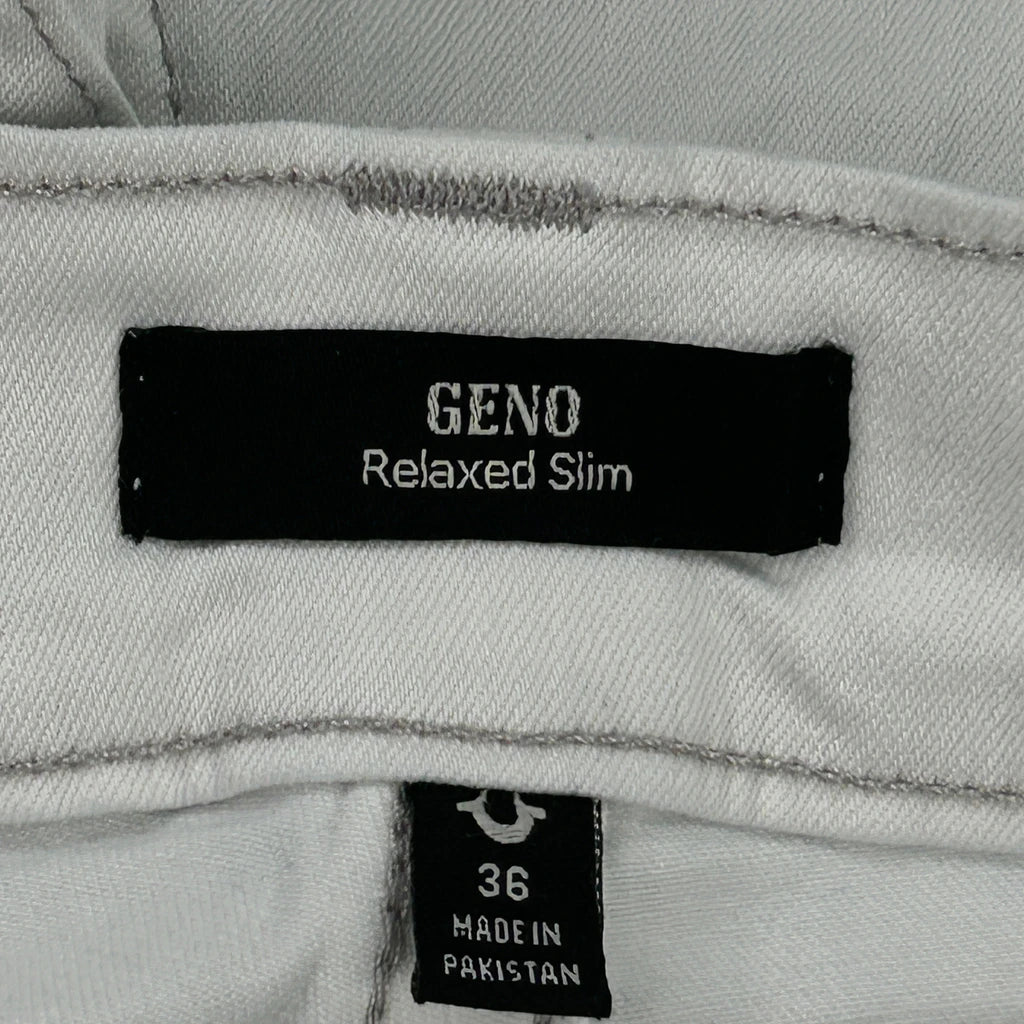 GENO
Relaxed Slim
36
MADE IN
PAKISTAN